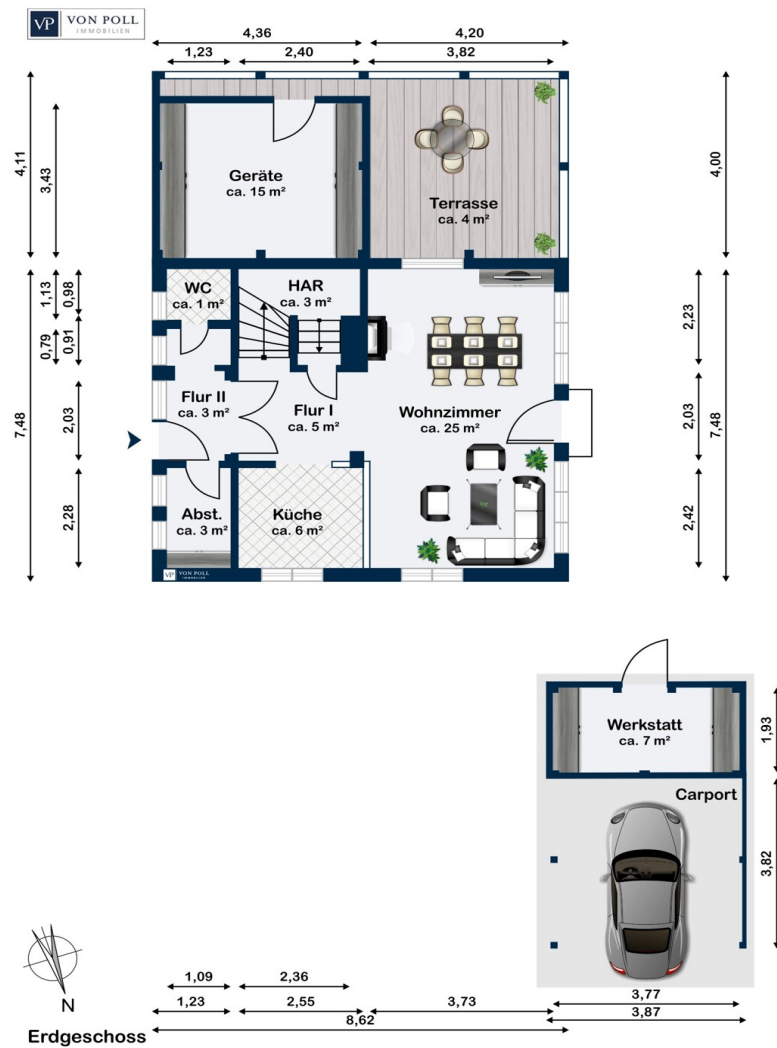 VP VON POLL
IMMOBILIEN
4,36
4,20
1,23
2,40
3,82
4,11
3,43
4,00
Geräte
ca. 15 m²
Terrasse
ca. 4 m²
7,48
1,13
0,98
0,79
0,91
2,03
2,28
WC
ca. 1 m²
HAR
ca. 3 m²
Flur II
ca. 3 m²
Flur I
ca. 5 m²
Wohnzimmer
ca. 25 m²
Abst.
ca. 3 m²
Küche
ca. 6 m²
2,23
2,03
2,42
7,48
VP VON POLL
IMMOBILIEN
Werkstatt
ca. 7 m²
1,93
Carport
3,82
N
1,09
2,36
1,23
2,55
3,73
8,62
3,77
3,87
Erdgeschoss